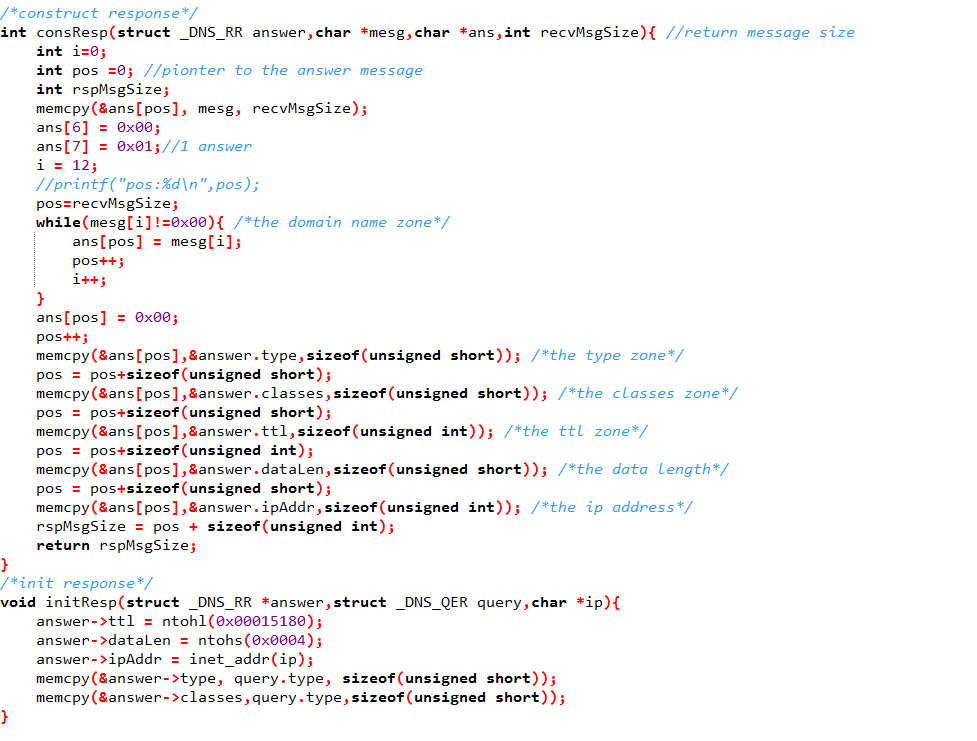 /*construct response*/
int consResp(struct _DNS_RR answer,char *mesg,char *ans,int recvMsgSize){ //return message size
    int i=0;
    int pos =0; //pionter to the answer message
    int rspMsgSize;
    memcpy(&ans[pos], mesg, recvMsgSize);
    ans[6] = 0x00;
    ans[7] = 0x01;//1 answer
    i = 12;
    //printf("pos:%d\n",pos);
    pos=recvMsgSize;
    while(mesg[i]!=0x00){ /*the domain name zone*/
        ans[pos] = mesg[i];
        pos++;
        i++;
    }
    ans[pos] = 0x00;
    pos++;
    memcpy(&ans[pos],&answer.type,sizeof(unsigned short)); /*the type zone*/
    pos = pos+sizeof(unsigned short);
    memcpy(&ans[pos],&answer.classes,sizeof(unsigned short)); /*the classes zone*/
    pos = pos+sizeof(unsigned short);
    memcpy(&ans[pos],&answer.ttl,sizeof(unsigned int)); /*the ttl zone*/
    pos = pos+sizeof(unsigned int);
    memcpy(&ans[pos],&answer.dataLen,sizeof(unsigned short)); /*the data length*/
    pos = pos+sizeof(unsigned short);
    memcpy(&ans[pos],&answer.ipAddr,sizeof(unsigned int)); /*the ip address*/
    rspMsgSize = pos + sizeof(unsigned int);
    return rspMsgSize;
}
/*init response*/
void initResp(struct _DNS_RR *answer,struct _DNS_QER query,char *ip){
    answer->ttl = ntohl(0x00015180);
    answer->dataLen = ntohs(0x0004);
    answer->ipAddr = inet_addr(ip);
    memcpy(&answer->type, query.type, sizeof(unsigned short));
    memcpy(&answer->classes,query.type,sizeof(unsigned short));
}